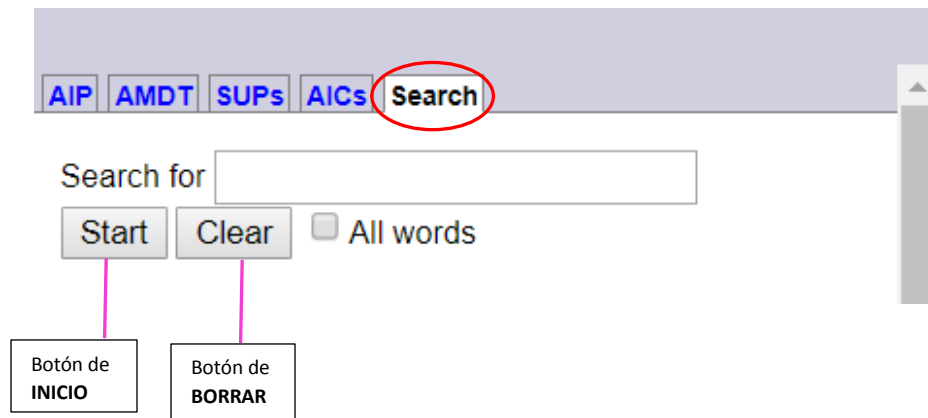 AIP AMDT SUPs AICs Search
Search for
Start Clear All words
Botón de
INICIO
Botón de
BORRAR